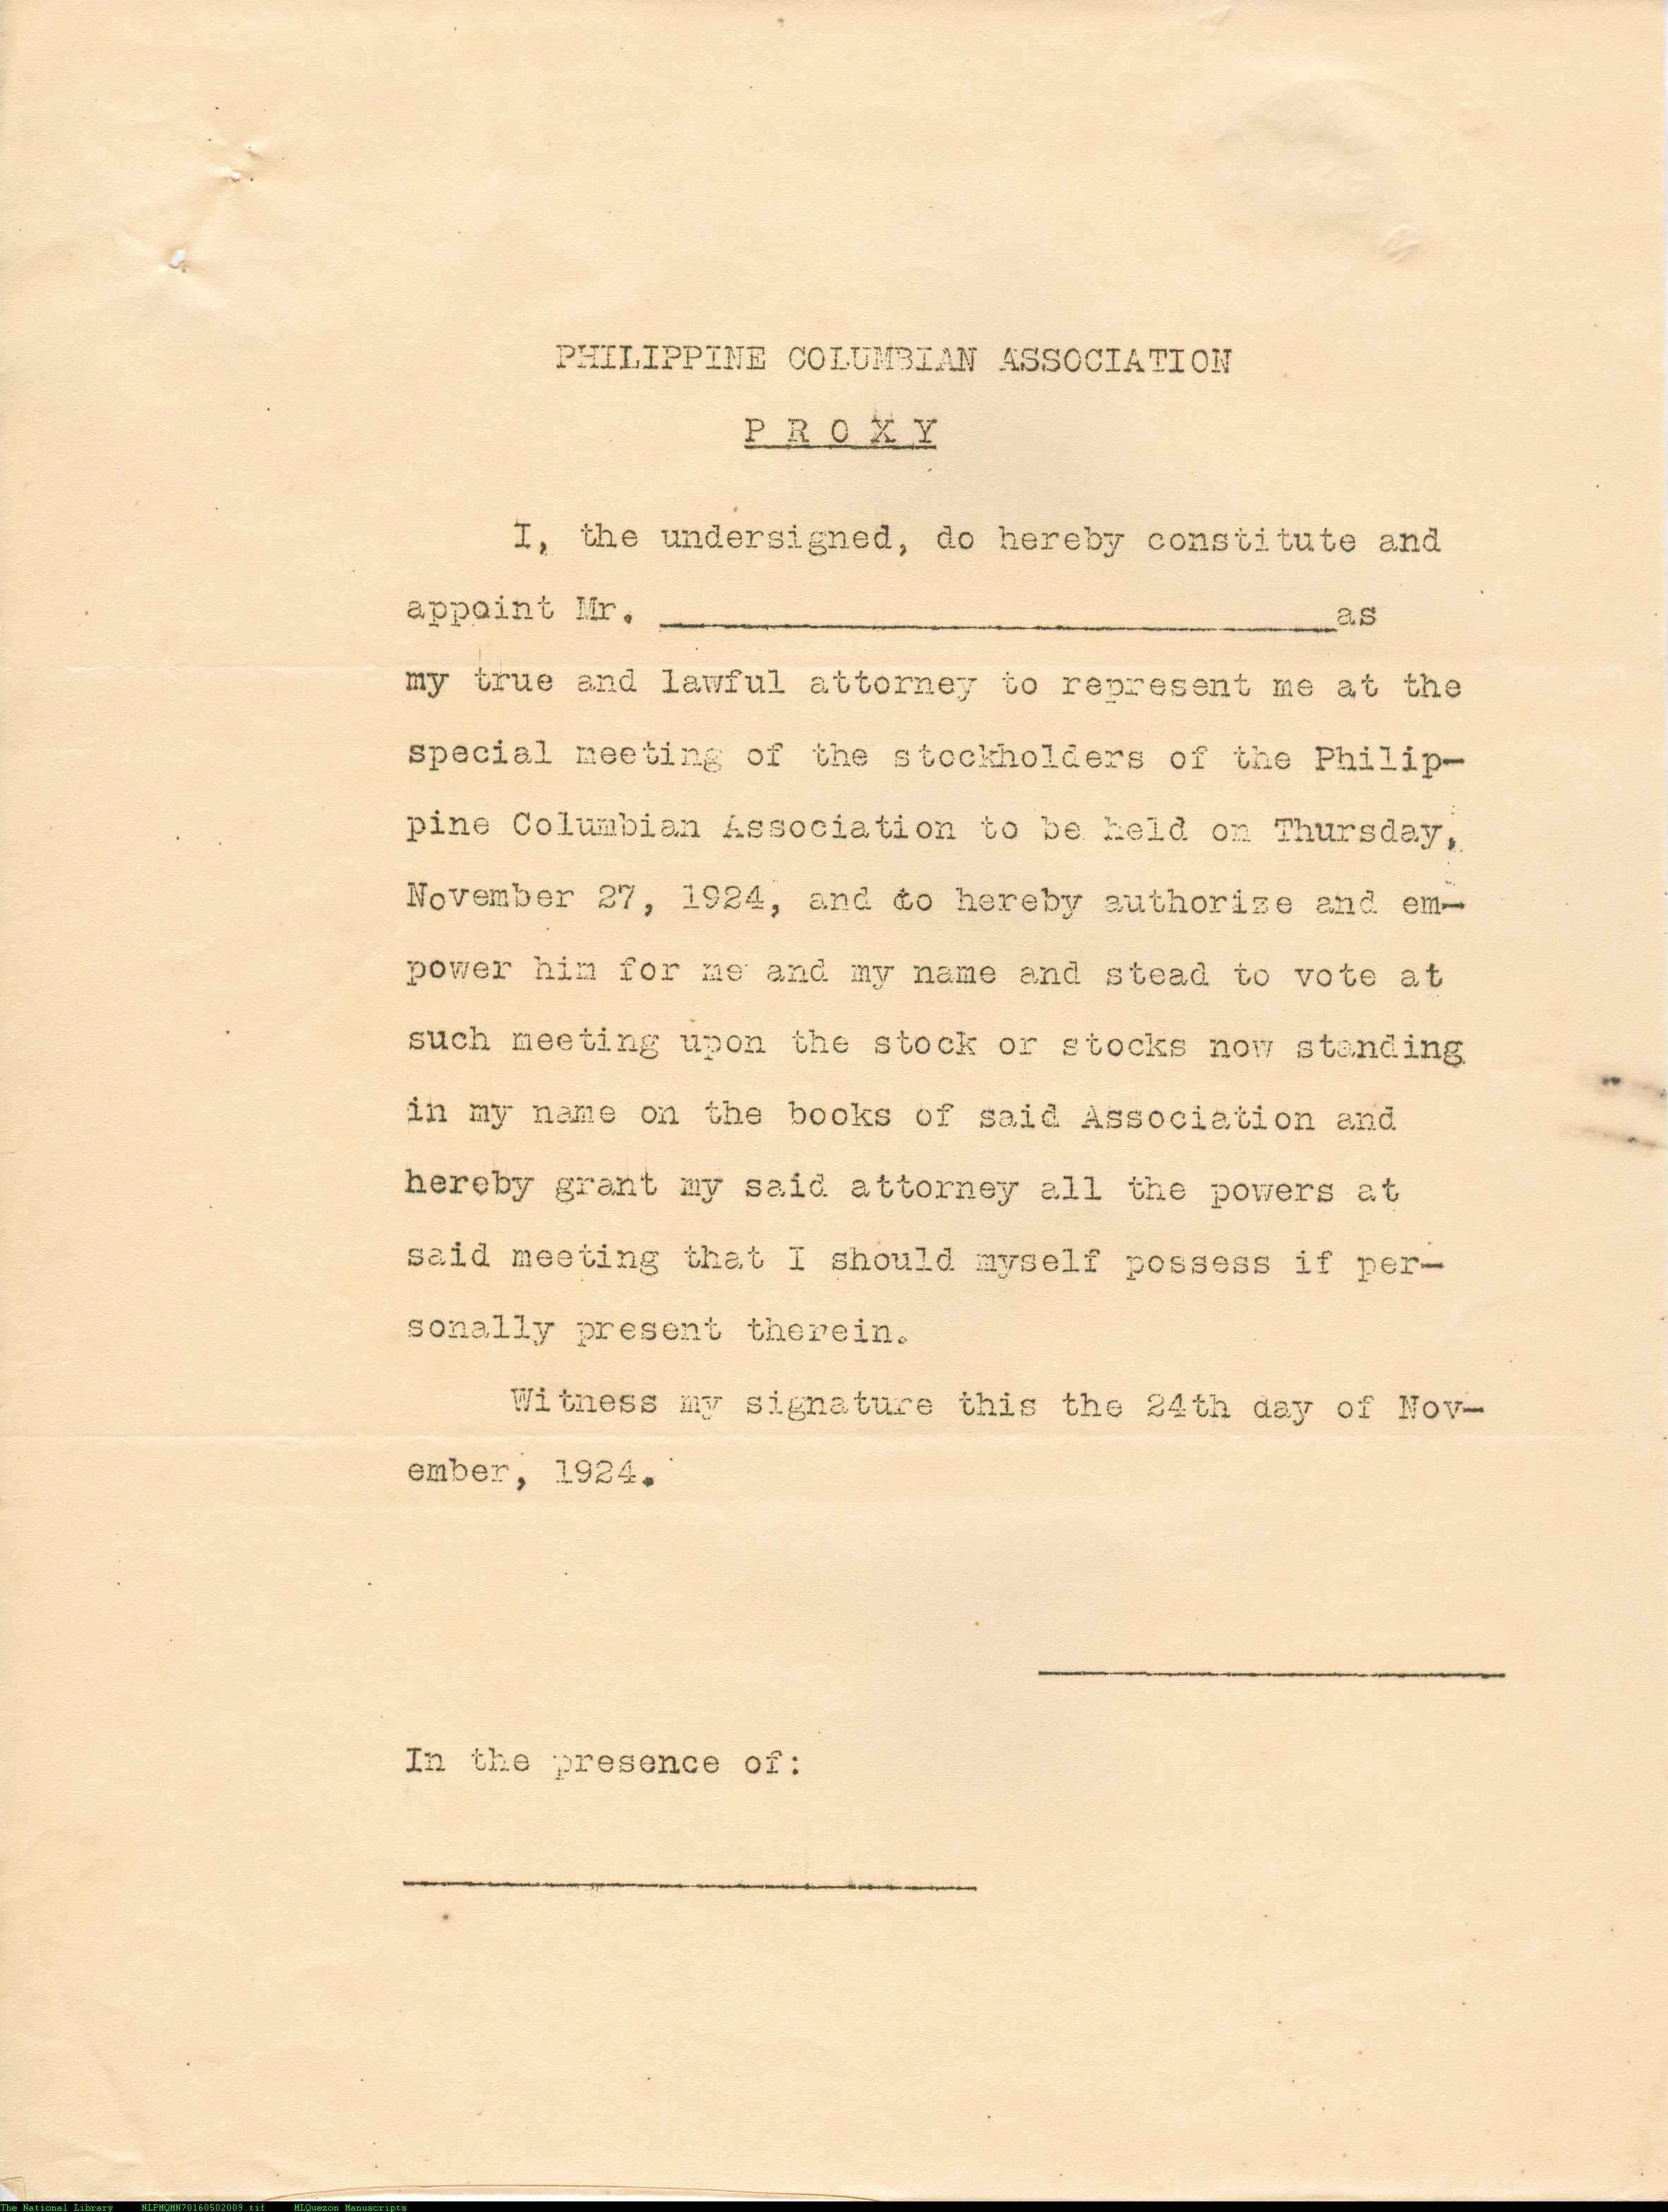 PHILIPPINE COLUMBIAN ASSOCIATION
P R O X Y
I, the undersigned, do hereby constitute and
appoint Mr. ________________________________as
my true and lawful attorney to represent me at the
special meeting of the stockholders of the Philip-
pine Columbian Association to be held on Thursday,
November 27, 1924, and do hereby authorize and em-
power him for me and my name and stead to vote at
such meeting upon the stock or stocks now standing
in my name on the books of said Association and
hereby grant my said attorney all the powers at
said meeting that I should myself possess if per-
sonally present therein.
Witness my signature this the 24th day of Nov-
ember, 1924.
In the presence of:
The National Library NLPMQMN70160502009.tif MLQuezon Manuscripts